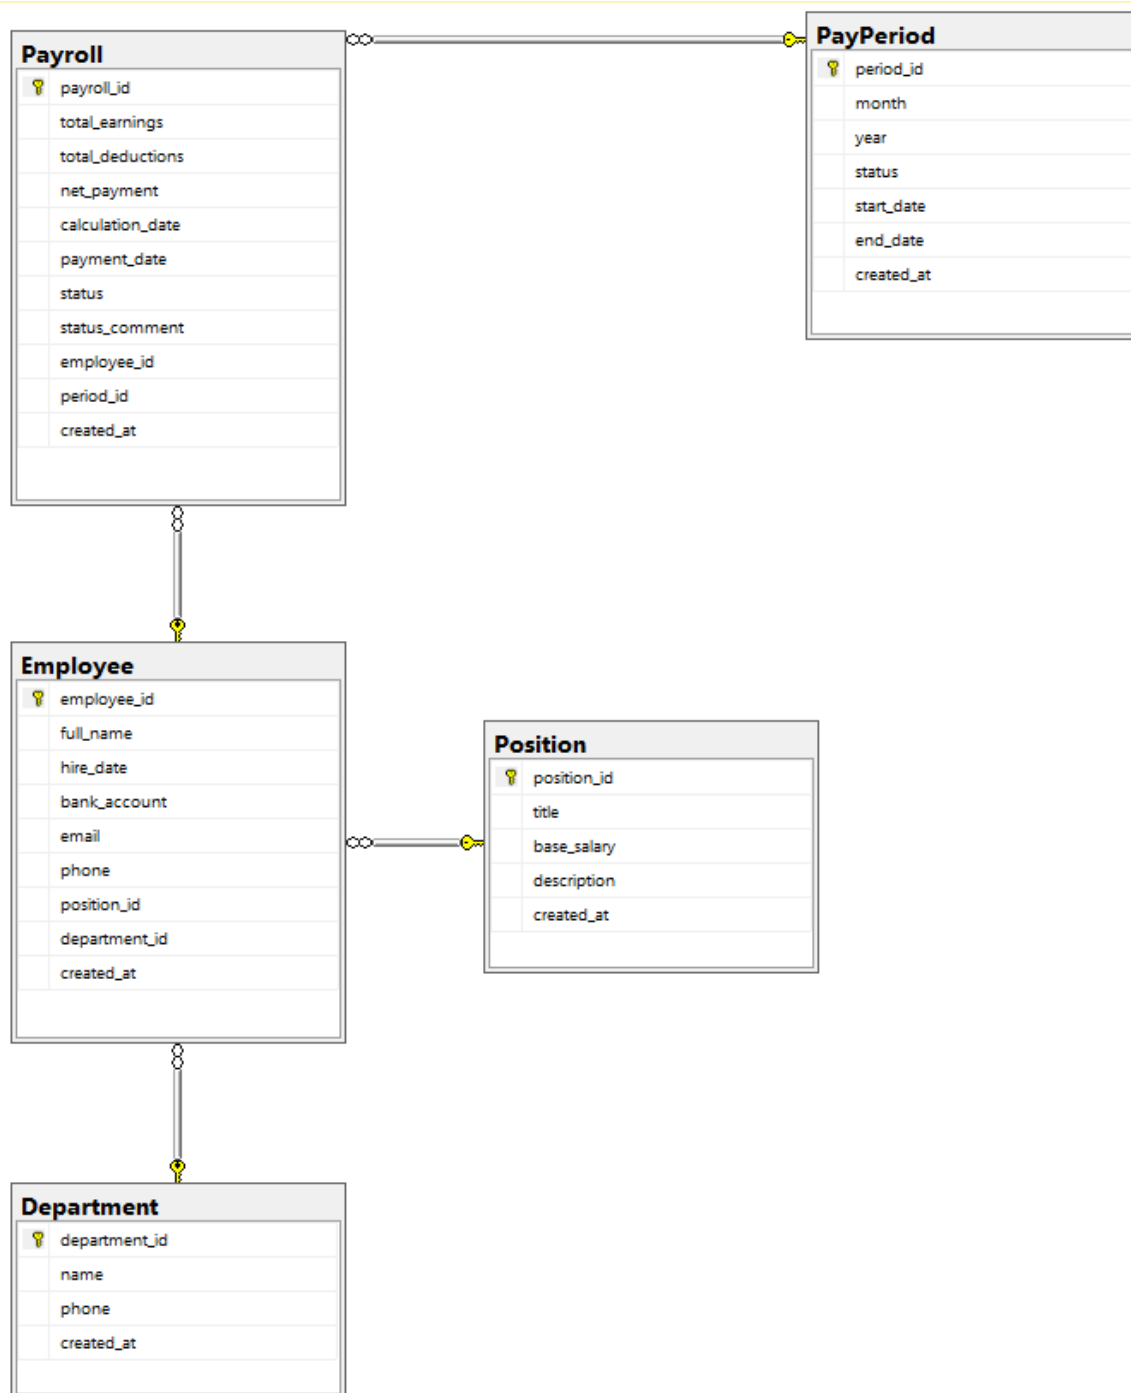 Payroll
payroll_id
total_earnings
total_deductions
net_payment
calculation_date
payment_date
status
status_comment
employee_id
period_id
created_at
PayPeriod
period_id
month
year
status
start_date
end_date
created_at
Employee
employee_id
full_name
hire_date
bank_account
email
phone
position_id
department_id
created_at
Position
position_id
title
base_salary
description
created_at
Department
department_id
name
phone
created_at